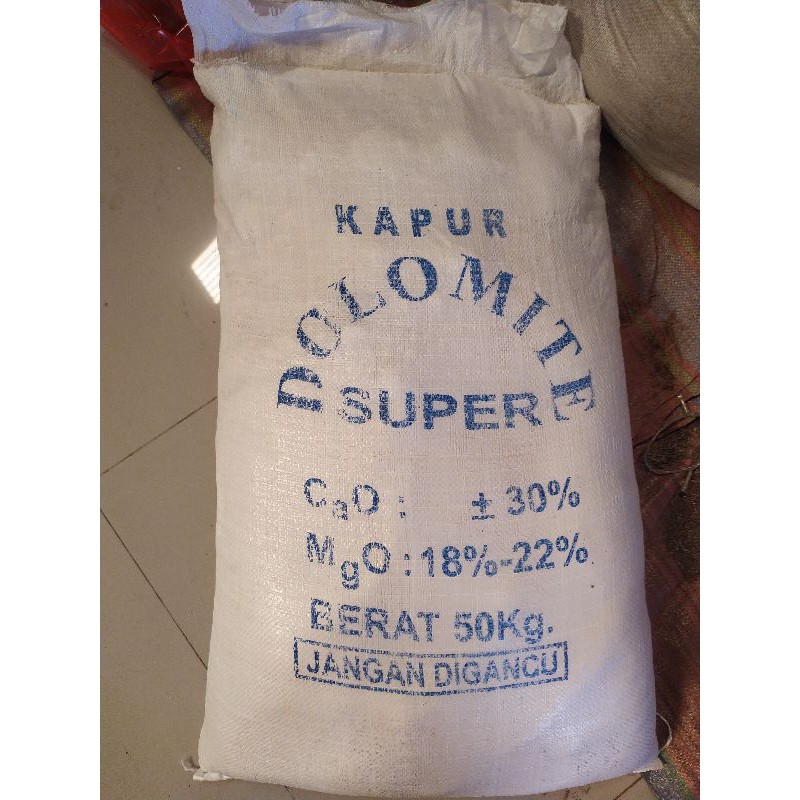 KAPUR
DOLOMITE
SUPER
CaO : ± 30%
MgO : 18%-22%
BERAT 50Kg.
JANGAN DIGANCU